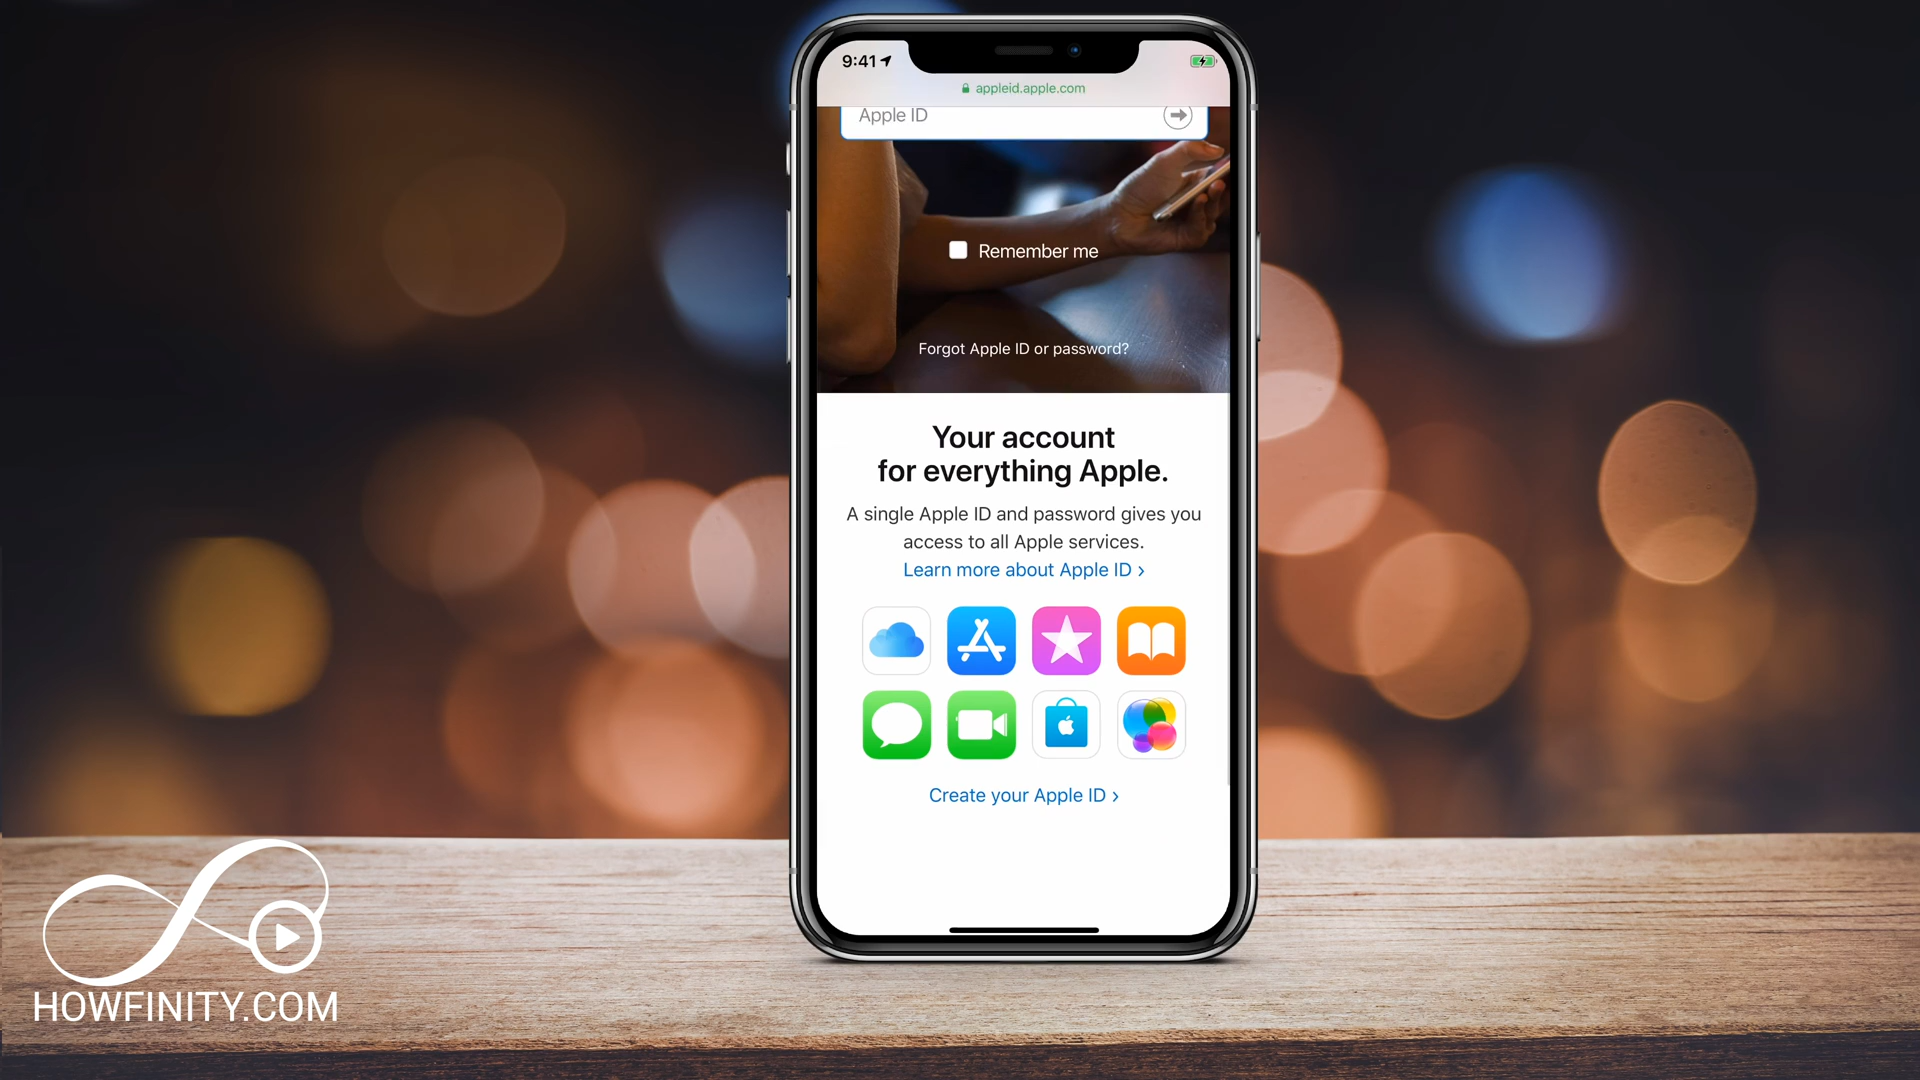 9:41
appleid.apple.com
Apple ID
Remember me
Forgot Apple ID or password?
Your account
for everything Apple.
A single Apple ID and password gives you
access to all Apple services.
Learn more about Apple ID ›
Create your Apple ID ›
HOWFINITY.COM